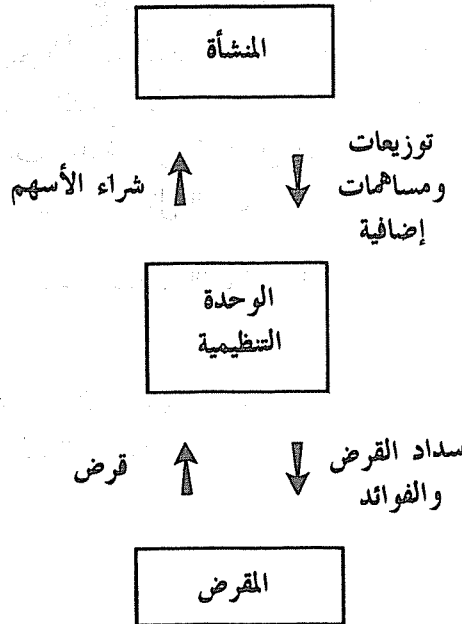 المنشأة
شراء الأسهم
توزيعات
ومساهمات
إضافية
الوحدة
التنظيمية
قرض
سداد القرض
والفوائد
المقرض